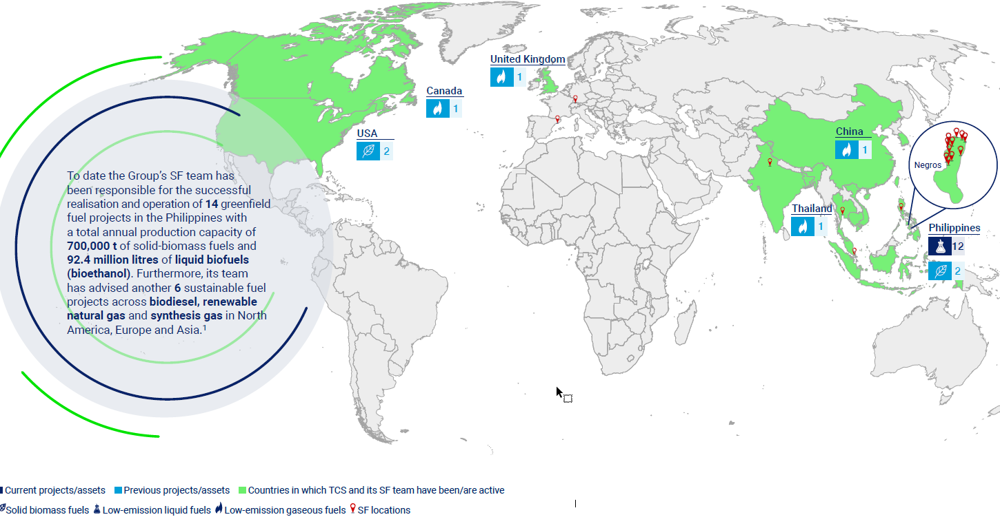 United Kingdom
1
Canada
1
USA
2
China
1
Negros
Thailand
1
Philippines
12
2
To date the Group's SF team has
been responsible for the successful
realisation and operation of 14 greenfield
fuel projects in the Philippines with
a total annual production capacity of
700,000 t of solid-biomass fuels and
92.4 million litres of liquid biofuels
(bioethanol). Furthermore, its team
has advised another 6 sustainable fuel
projects across biodiesel, renewable
natural gas and synthesis gas in North
America, Europe and Asia.¹
Current projects/assets Previous projects/assets Countries in which TCS and its SF team have been/are active
Solid biomass fuels Low-emission liquid fuels Low-emission gaseous fuels SF locations